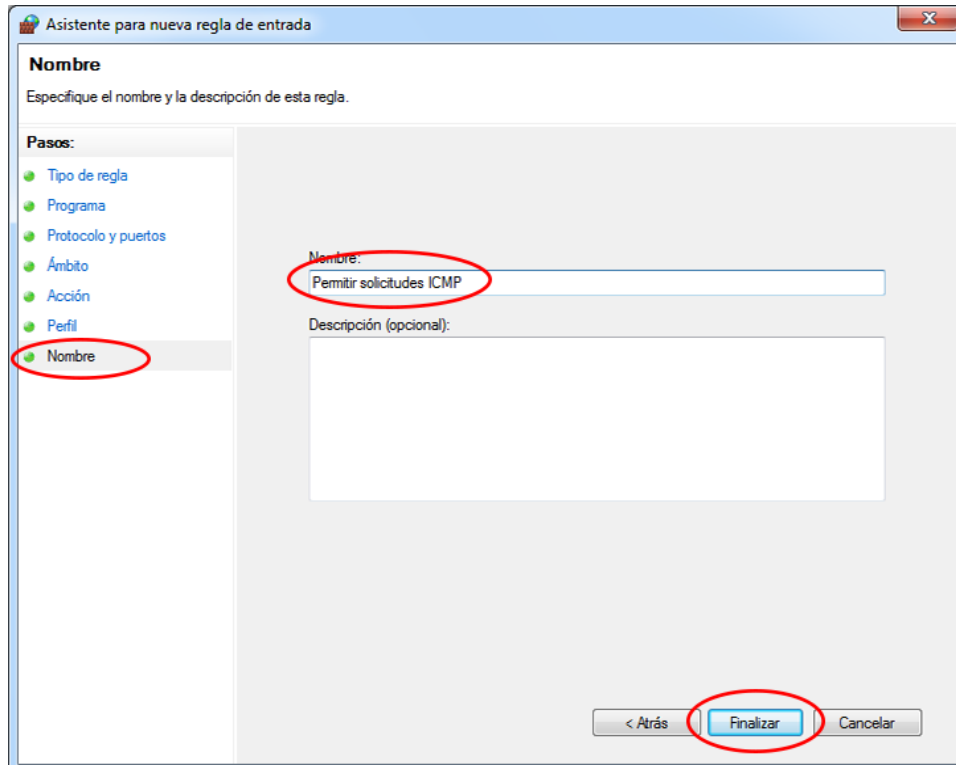 Asistente para nueva regla de entrada
Nombre
Especifique el nombre y la descripción de esta regla.
Pasos:
Tipo de regla
Programa
Protocolo y puertos
Ámbito
Acción
Perfil
Nombre
Nombre:
Permitir solicitudes ICMP
Descripción (opcional):
< Atrás
Finalizar
Cancelar